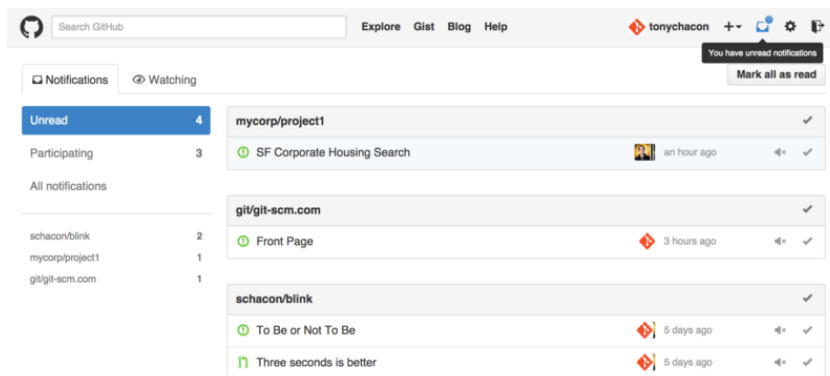 Search GitHub Explore Gist Blog Help tonychacon
You have unread notifications
Notifications Watching Mark all as read
Unread 4
Participating 3
All notifications
schacon/blink 2
mycorp/project1 1
git/git-scm.com 1
mycorp/project1
SF Corporate Housing Search an hour ago
git/git-scm.com
Front Page 3 hours ago
schacon/blink
To Be or Not To Be 5 days ago
Three seconds is better 5 days ago